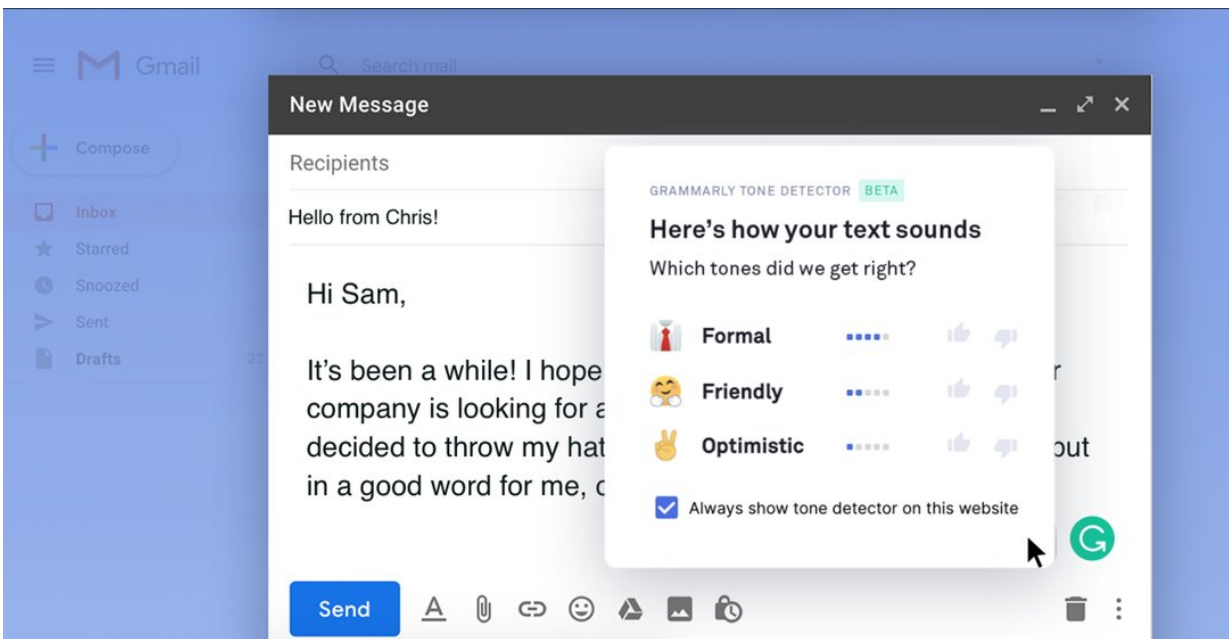 Gmail
Search mail
New Message
Compose
Recipients
GRAMMARLY TONE DETECTOR BETA
Inbox
Hello from Chris!
Here's how your text sounds
Starred
Which tones did we get right?
Snoozed
Hi Sam,
Sent
Formal
Drafts 22
It's been a while! I hope
Friendly
company is looking for a
decided to throw my hat
Optimistic
in a good word for me,
Always show tone detector on this website
Send